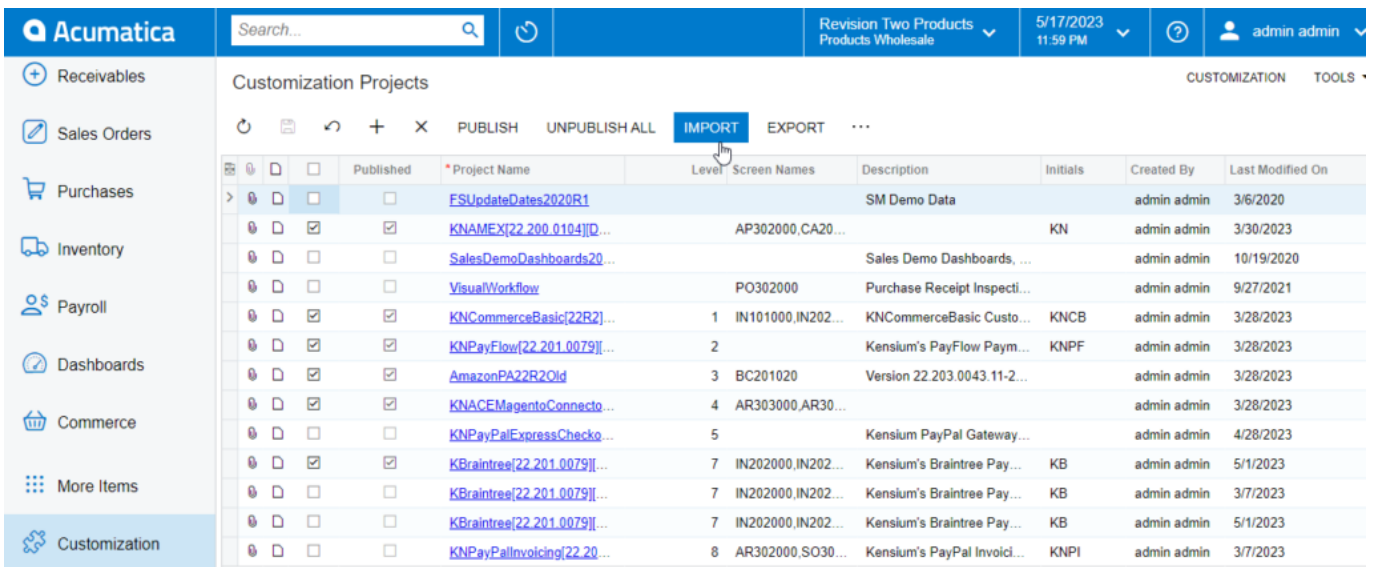 Acumatica
Search...
Revision Two Products
Products Wholesale
5/17/2023
11:59 PM
admin admin
Receivables
Sales Orders
Purchases
Inventory
Payroll
Dashboards
Commerce
More Items
Customization
Customization Projects
CUSTOMIZATION TOOLS
PUBLISH UNPUBLISH ALL IMPORT EXPORT ...
Published *Project Name Level Screen Names Description Initials Created By Last Modified On
FSUpdateDates2020R1 SM Demo Data admin admin 3/6/2020
KNAMEX[22.200.0104][D... AP302000,CA20... KN admin admin 3/30/2023
SalesDemoDashboards20... Sales Demo Dashboards, ... admin admin 10/19/2020
VisualWorkflow PO302000 Purchase Receipt Inspecti... admin admin 9/27/2021
KNCommerceBasic[22R2]... 1 IN101000,IN202... KNCommerceBasic Custo... KNCB admin admin 3/28/2023
KNPayFlow[22.201.0079][... 2 Kensium's PayFlow Paym... KNPF admin admin 3/28/2023
AmazonPA22R2Old 3 BC201020 Version 22.203.0043.11-2... admin admin 3/28/2023
KNACEMagentoConnecto... 4 AR303000,AR30... admin admin 3/28/2023
KNPayPalExpressChecko... 5 Kensium PayPal Gateway... admin admin 4/28/2023
KBraintree[22.201.0079][... 7 IN202000,IN202... Kensium's Braintree Pay... KB admin admin 5/1/2023
KBraintree[22.201.0079][... 7 IN202000,IN202... Kensium's Braintree Pay... KB admin admin 3/7/2023
KBraintree[22.201.0079][... 7 IN202000,IN202... Kensium's Braintree Pay... KB admin admin 5/1/2023
KNPayPalInvoicing[22.20... 8 AR302000,SO30... Kensium's PayPal Invoici... KNPI admin admin 3/7/2023